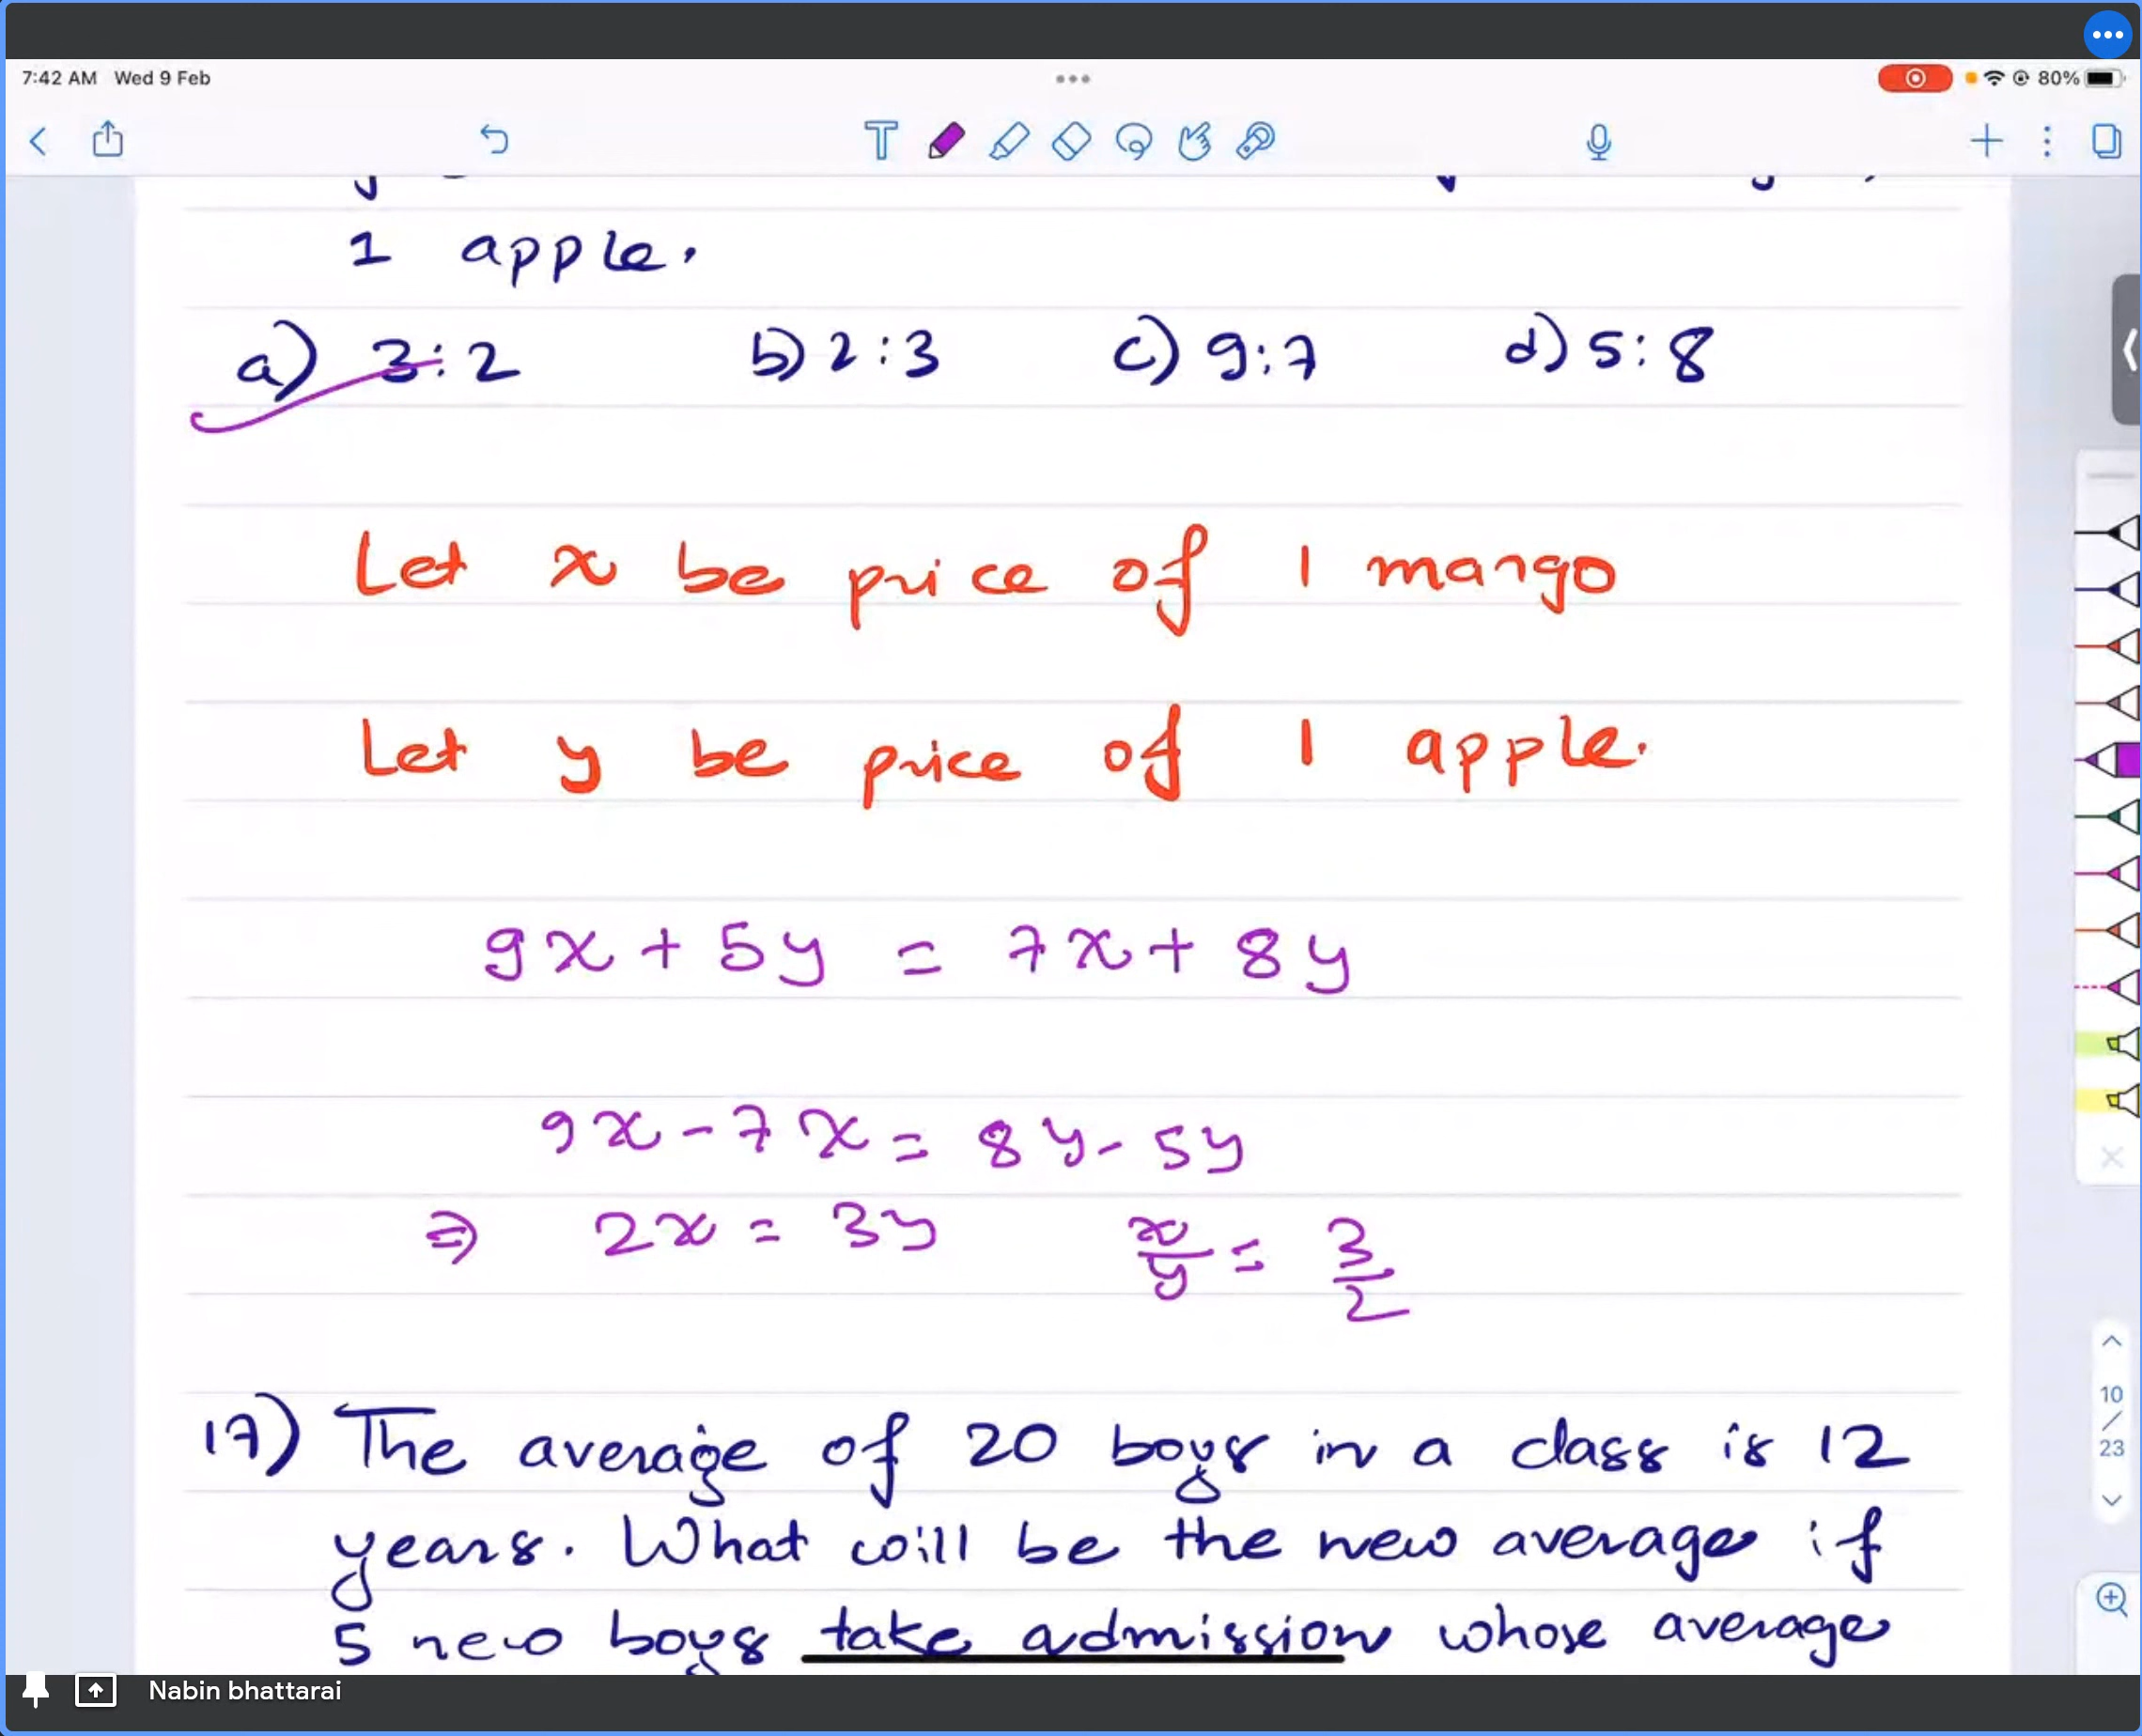 7:42 AM Wed 9 Feb
80%
T
1 apple.
a) 3:2 b) 2:3 c) 9:7 d) 5:8
Let x be price of 1 mango
Let y be price of 1 apple.
9x + 5y = 7x + 8y
9x - 7x = 8y - 5y
⇒ 2x = 3y x/y = 3/2
17) The average of 20 boys in a class is 12
years. What will be the new average if
5 new boys take admission whose average
10
/
23
Nabin bhattarai